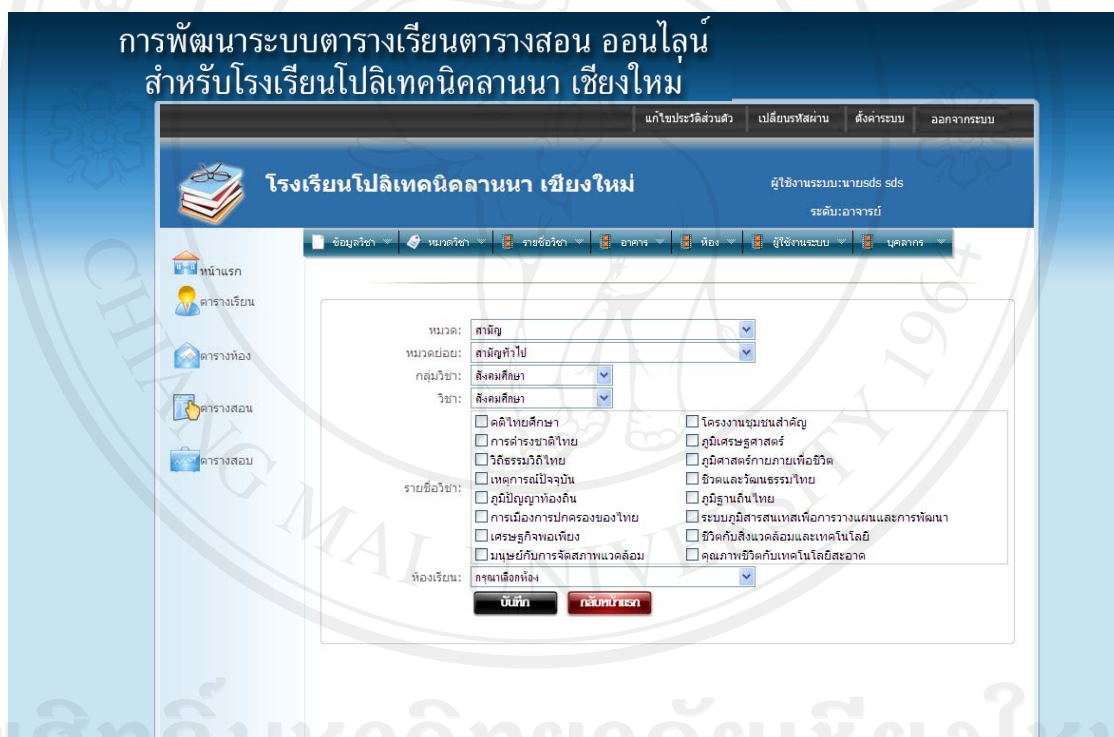 การพัฒนาระบบตารางเรียนตารางสอน ออนไลน์
สำหรับโรงเรียนโปลิเทคนิคลานนา เชียงใหม่
แก้ไขประวัติส่วนตัว เปลี่ยนรหัสผ่าน ตั้งค่าระบบ ออกจากระบบ
โรงเรียนโปลิเทคนิคลานนา เชียงใหม่
ผู้ใช้งานระบบ:นายsds sds
ระดับ:อาจารย์
ข้อมูลวิชา หมวดวิชา รายชื่อวิชา อาคาร ห้อง ผู้ใช้งานระบบ บุคลากร
หน้าแรก
ตารางเรียน
ตารางห้อง
ตารางสอน
ตารางสอบ
หมวด: สามัญ
หมวดย่อย: สามัญทั่วไป
กลุ่มวิชา: สังคมศึกษา
วิชา: สังคมศึกษา
รายชื่อวิชา:
คดีไทยศึกษา โครงงานชุมชนสำคัญ
การดำรงชาติไทย ภูมิเศรษฐศาสตร์
วิถีธรรมวิถีไทย ภูมิศาสตร์กายภายเพื่อชีวิต
เหตุการณ์ปัจจุบัน ชีวตและวัฒนธรรมไทย
ภูมิปัญญาท้องถิ่น ภูมิฐานถิ่นไทย
การเมืองการปกครองของไทย ระบบภูมิสารสนเทสเพื่อการวางแผนและการพัฒนา
เศรษฐกิจพอเพียง ชีวิตกับสิ่งแวดล้อมและเทคโนโลยี
มนุษย์กับการจัดสภาพแวดล้อม คุณภาพชีวิตกับเทคโนโลยีสะอาด
ห้องเรียน: กรุณาเลือกห้อง
บันทึก กลับหน้าแรก
CHIANG MAI UNIVERSITY 1964